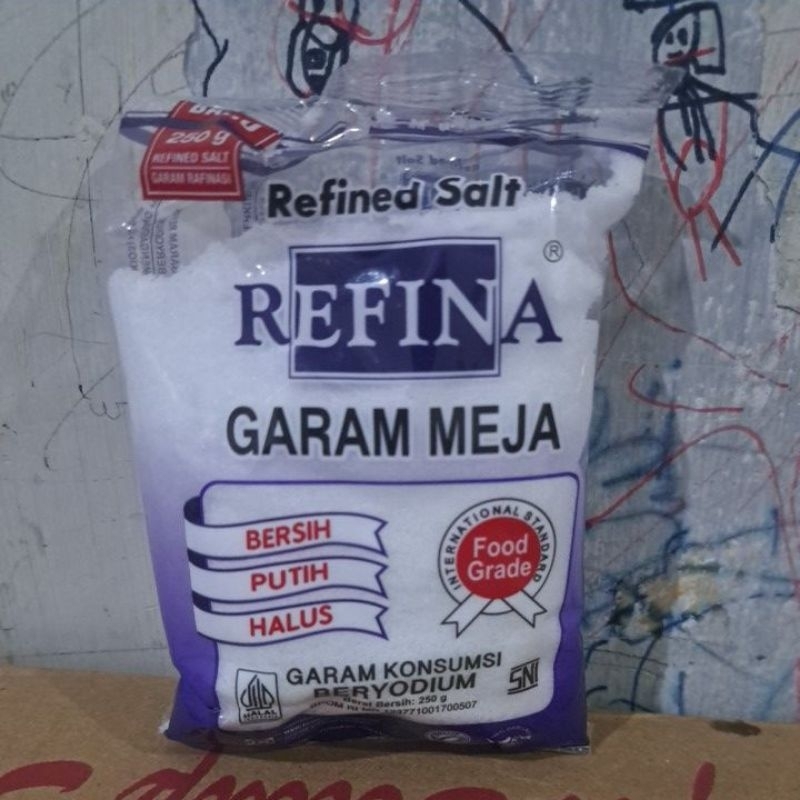 250 g
REFINED SALT
GARAM RAFINASI
Refined Salt
REFINA ®
GARAM MEJA
BERSIH
PUTIH
HALUS
INTERNATIONAL STANDARD
Food
Grade
GARAM KONSUMSI
BERYODIUM
Berat Bersih: 250 g
SNI
HALAL